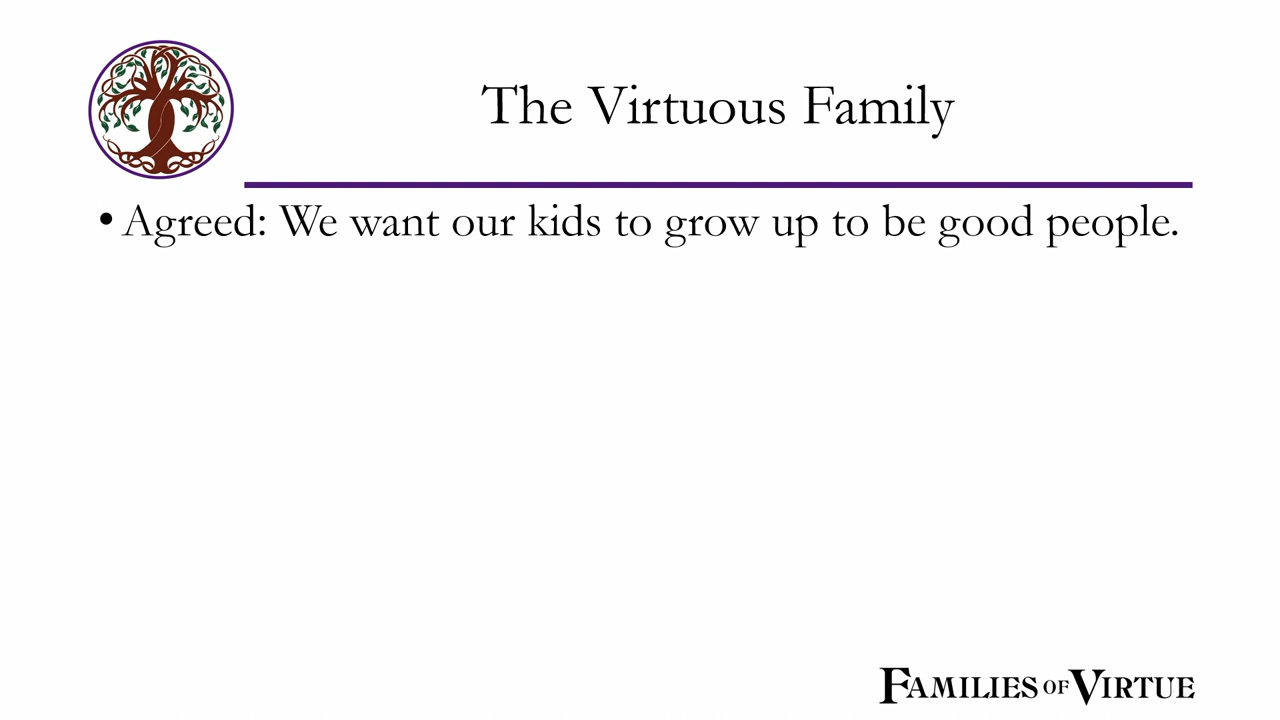 The Virtuous Family
• Agreed: We want our kids to grow up to be good people.
FAMILIES OF VIRTUE